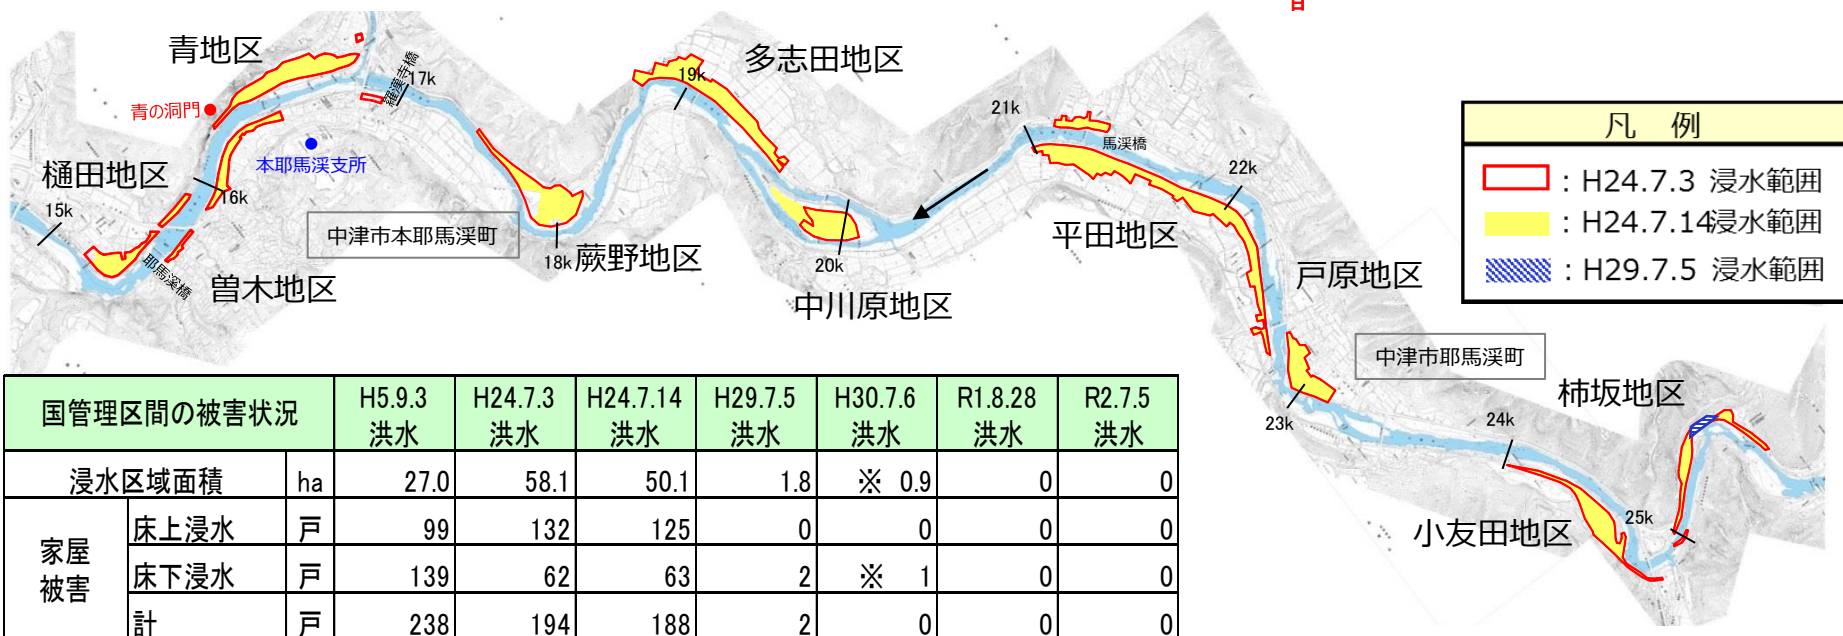 青地区
青の洞門
羅漢寺橋
17k
本耶馬渓支所
樋田地区
16k
15k
耶馬溪橋
曽木地区
中津市本耶馬渓町
18k
蕨野地区
19k
多志田地区
20k
中川原地区
21k
馬渓橋
22k
平田地区
戸原地区
23k
中津市耶馬渓町
24k
柿坂地区
25k
小友田地区
凡 例
: H24.7.3 浸水範囲
: H24.7.14浸水範囲
: H29.7.5 浸水範囲
国管理区間の被害状況 H5.9.3洪水 H24.7.3洪水 H24.7.14洪水 H29.7.5洪水 H30.7.6洪水 R1.8.28洪水 R2.7.5洪水
浸水区域面積 ha 27.0 58.1 50.1 1.8 ※ 0.9 0 0
家屋被害
床上浸水 戸 99 132 125 0 0 0 0
床下浸水 戸 139 62 63 2 ※ 1 0 0
計 戸 238 194 188 2 0 0 0